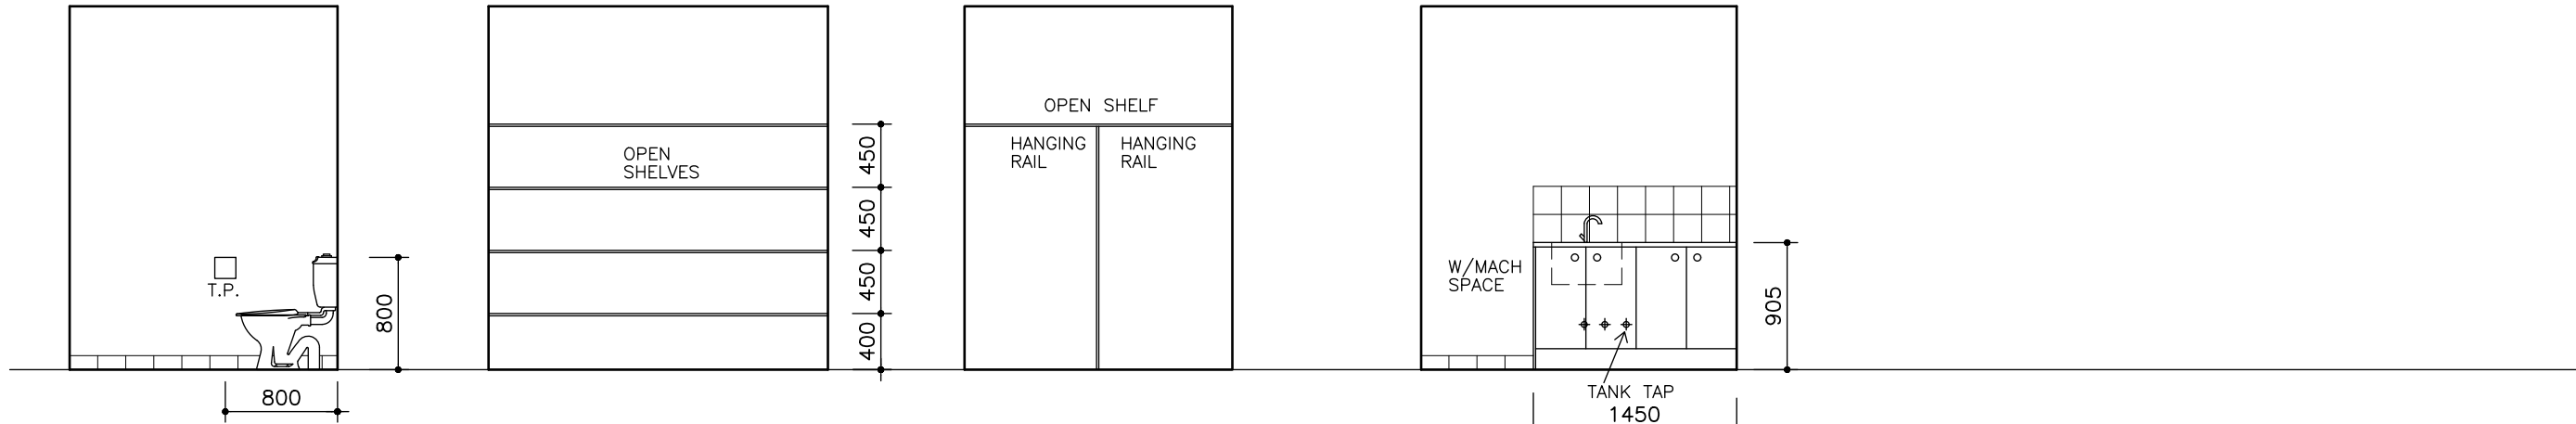 T.P.
800
800
OPEN
SHELVES
450
450
450
400
OPEN SHELF
HANGING
RAIL
HANGING
RAIL
W/MACH
SPACE
TANK TAP
1450
905